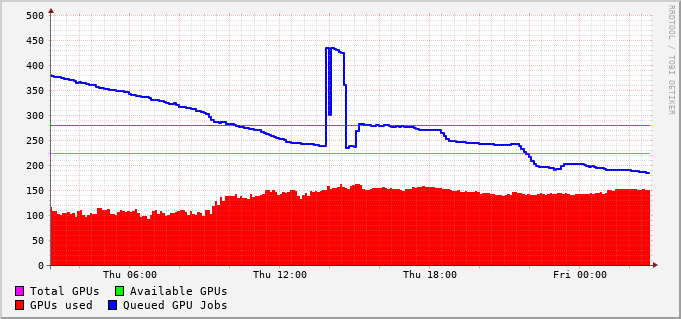 500
450
400
350
300
250
200
150
100
50
0
Thu 06:00 Thu 12:00 Thu 18:00 Fri 00:00
Total GPUs Available GPUs
GPUs used Queued GPU Jobs
RRDTOOL / TOBI OETIKER